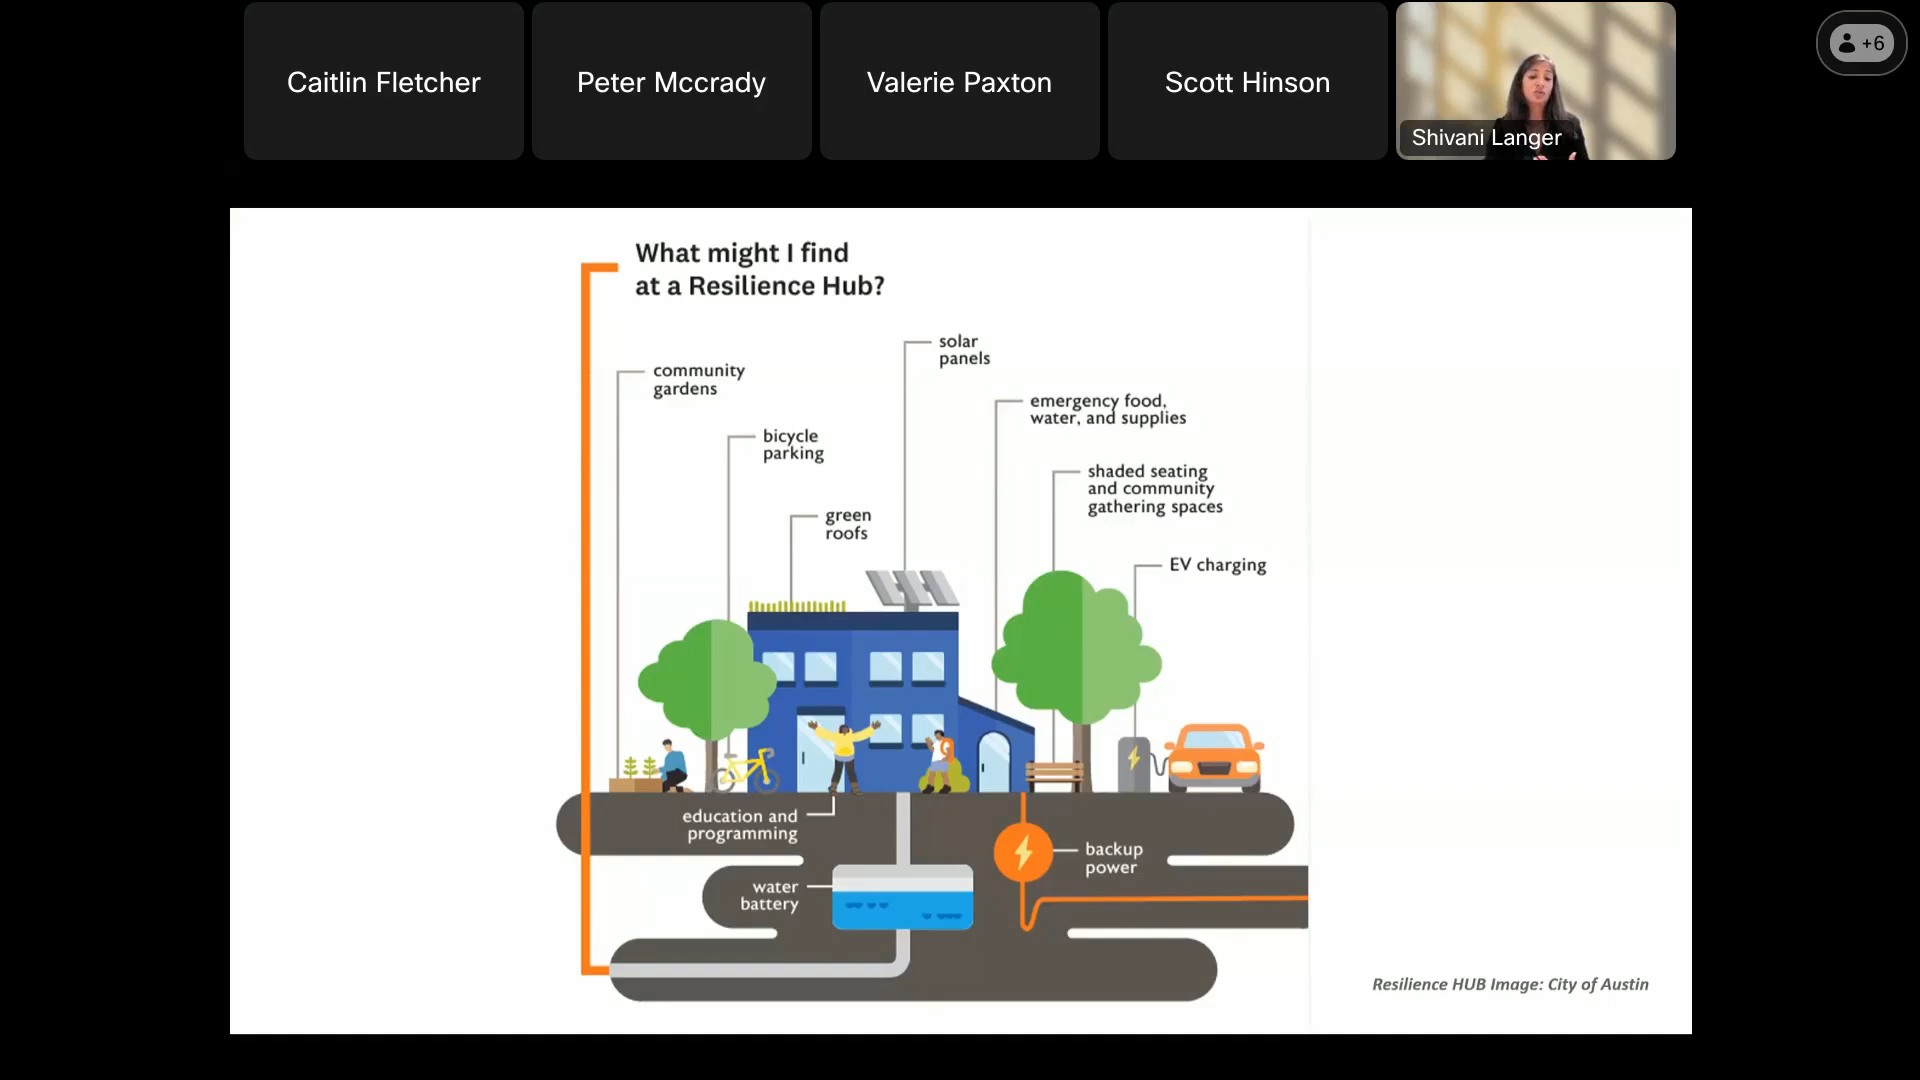 Caitlin Fletcher
Peter Mccrady
Valerie Paxton
Scott Hinson
Shivani Langer
+6
What might I find
at a Resilience Hub?
solar
panels
community
gardens
emergency food,
water, and supplies
bicycle
parking
shaded seating
and community
gathering spaces
green
roofs
EV charging
education and
programming
backup
power
water
battery
Resilience HUB Image: City of Austin